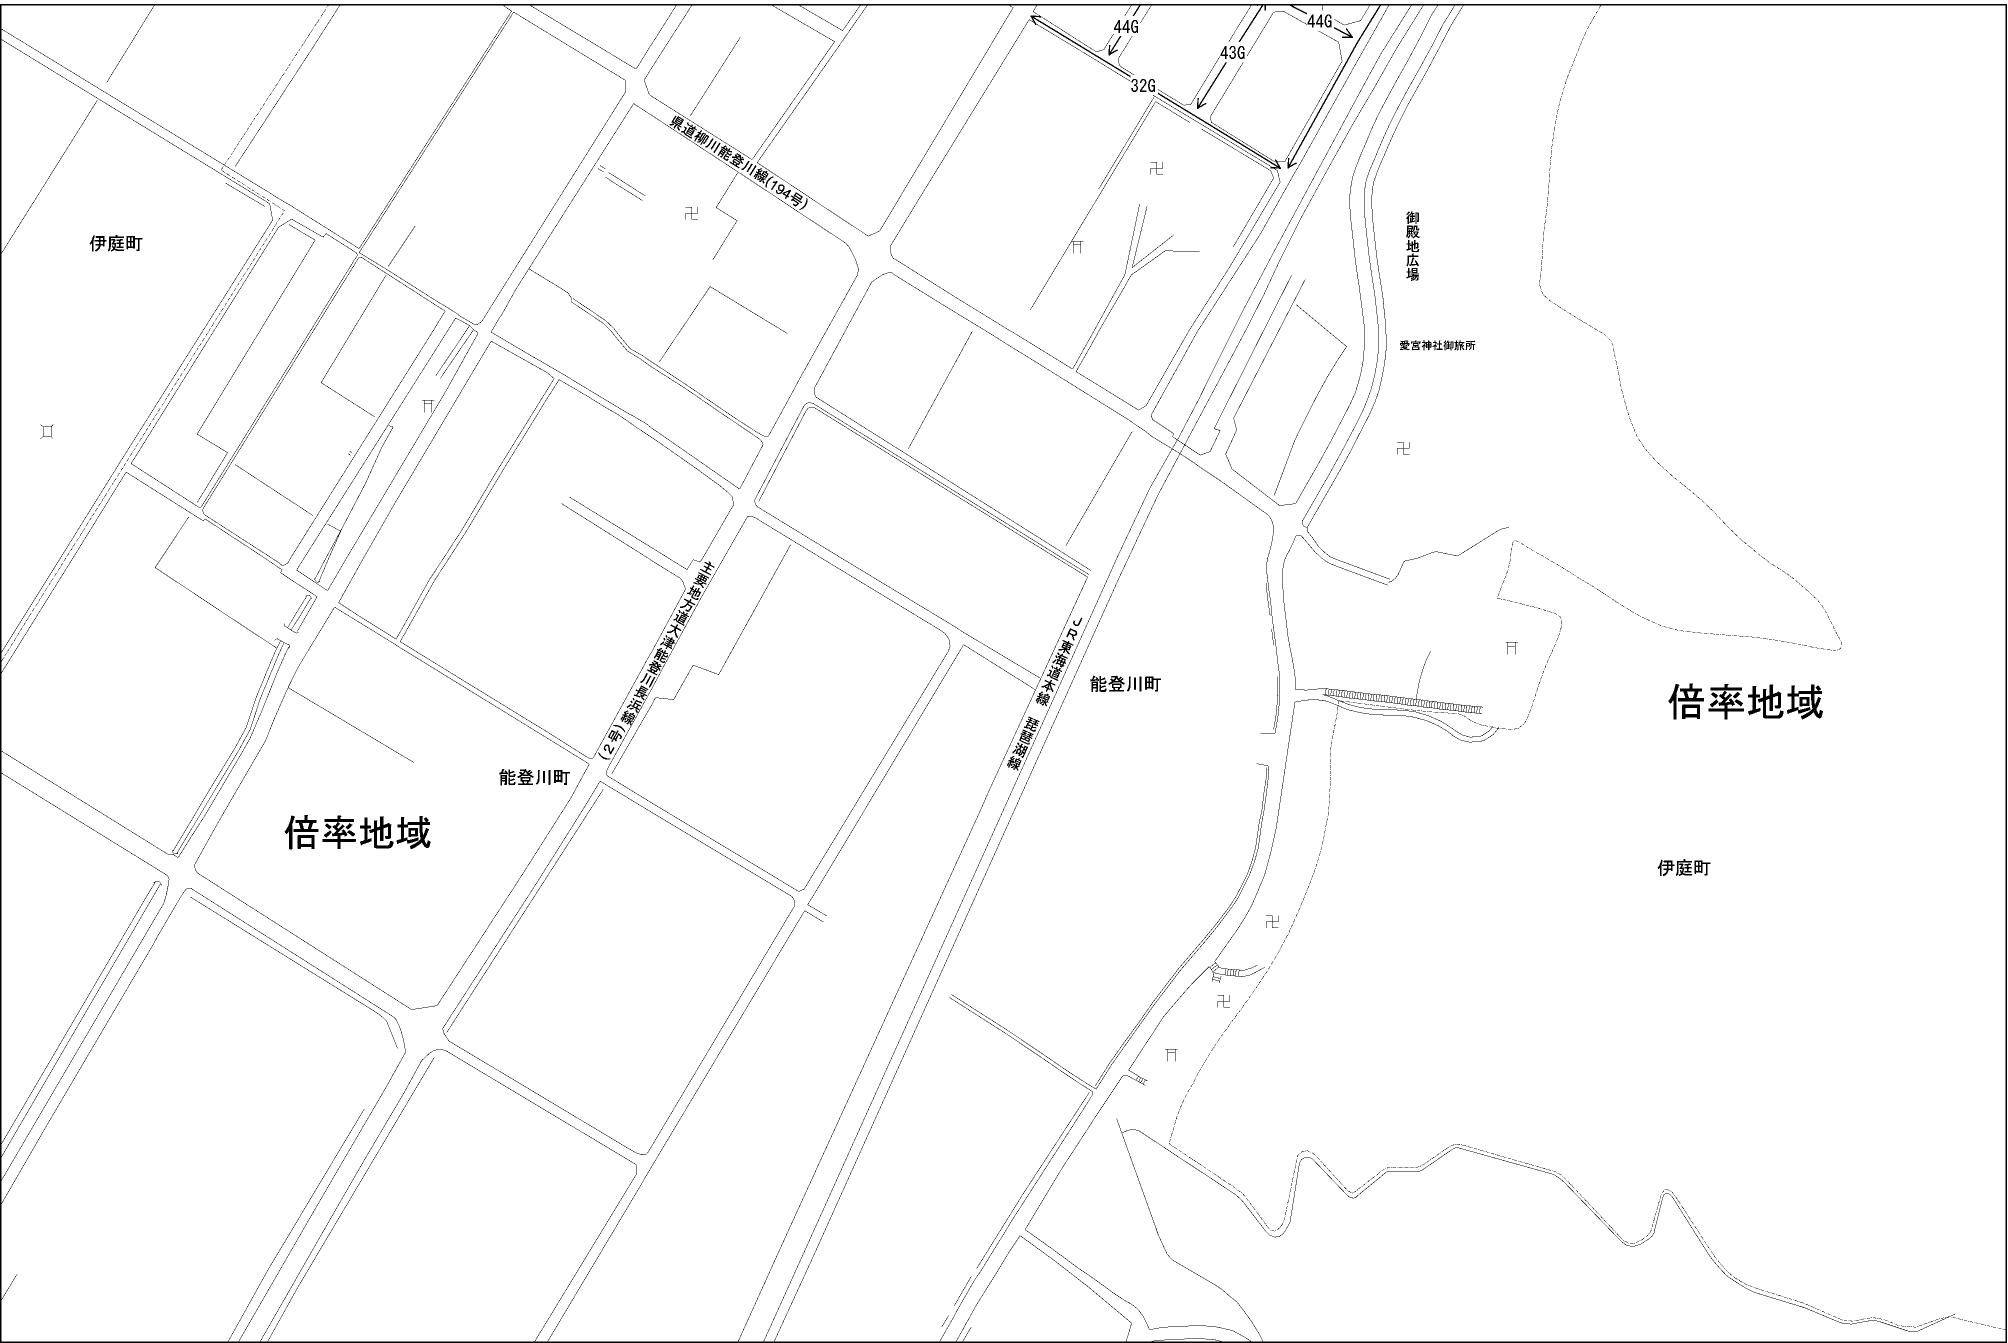 44G
44G
43G
32G
県道柳川能登川線(194号)
御殿地広場
伊庭町
愛宮神社御旅所
主要地方道大津能登川長浜線
(2号)
JR東海道本線 琵琶湖線
能登川町
倍率地域
能登川町
倍率地域
伊庭町